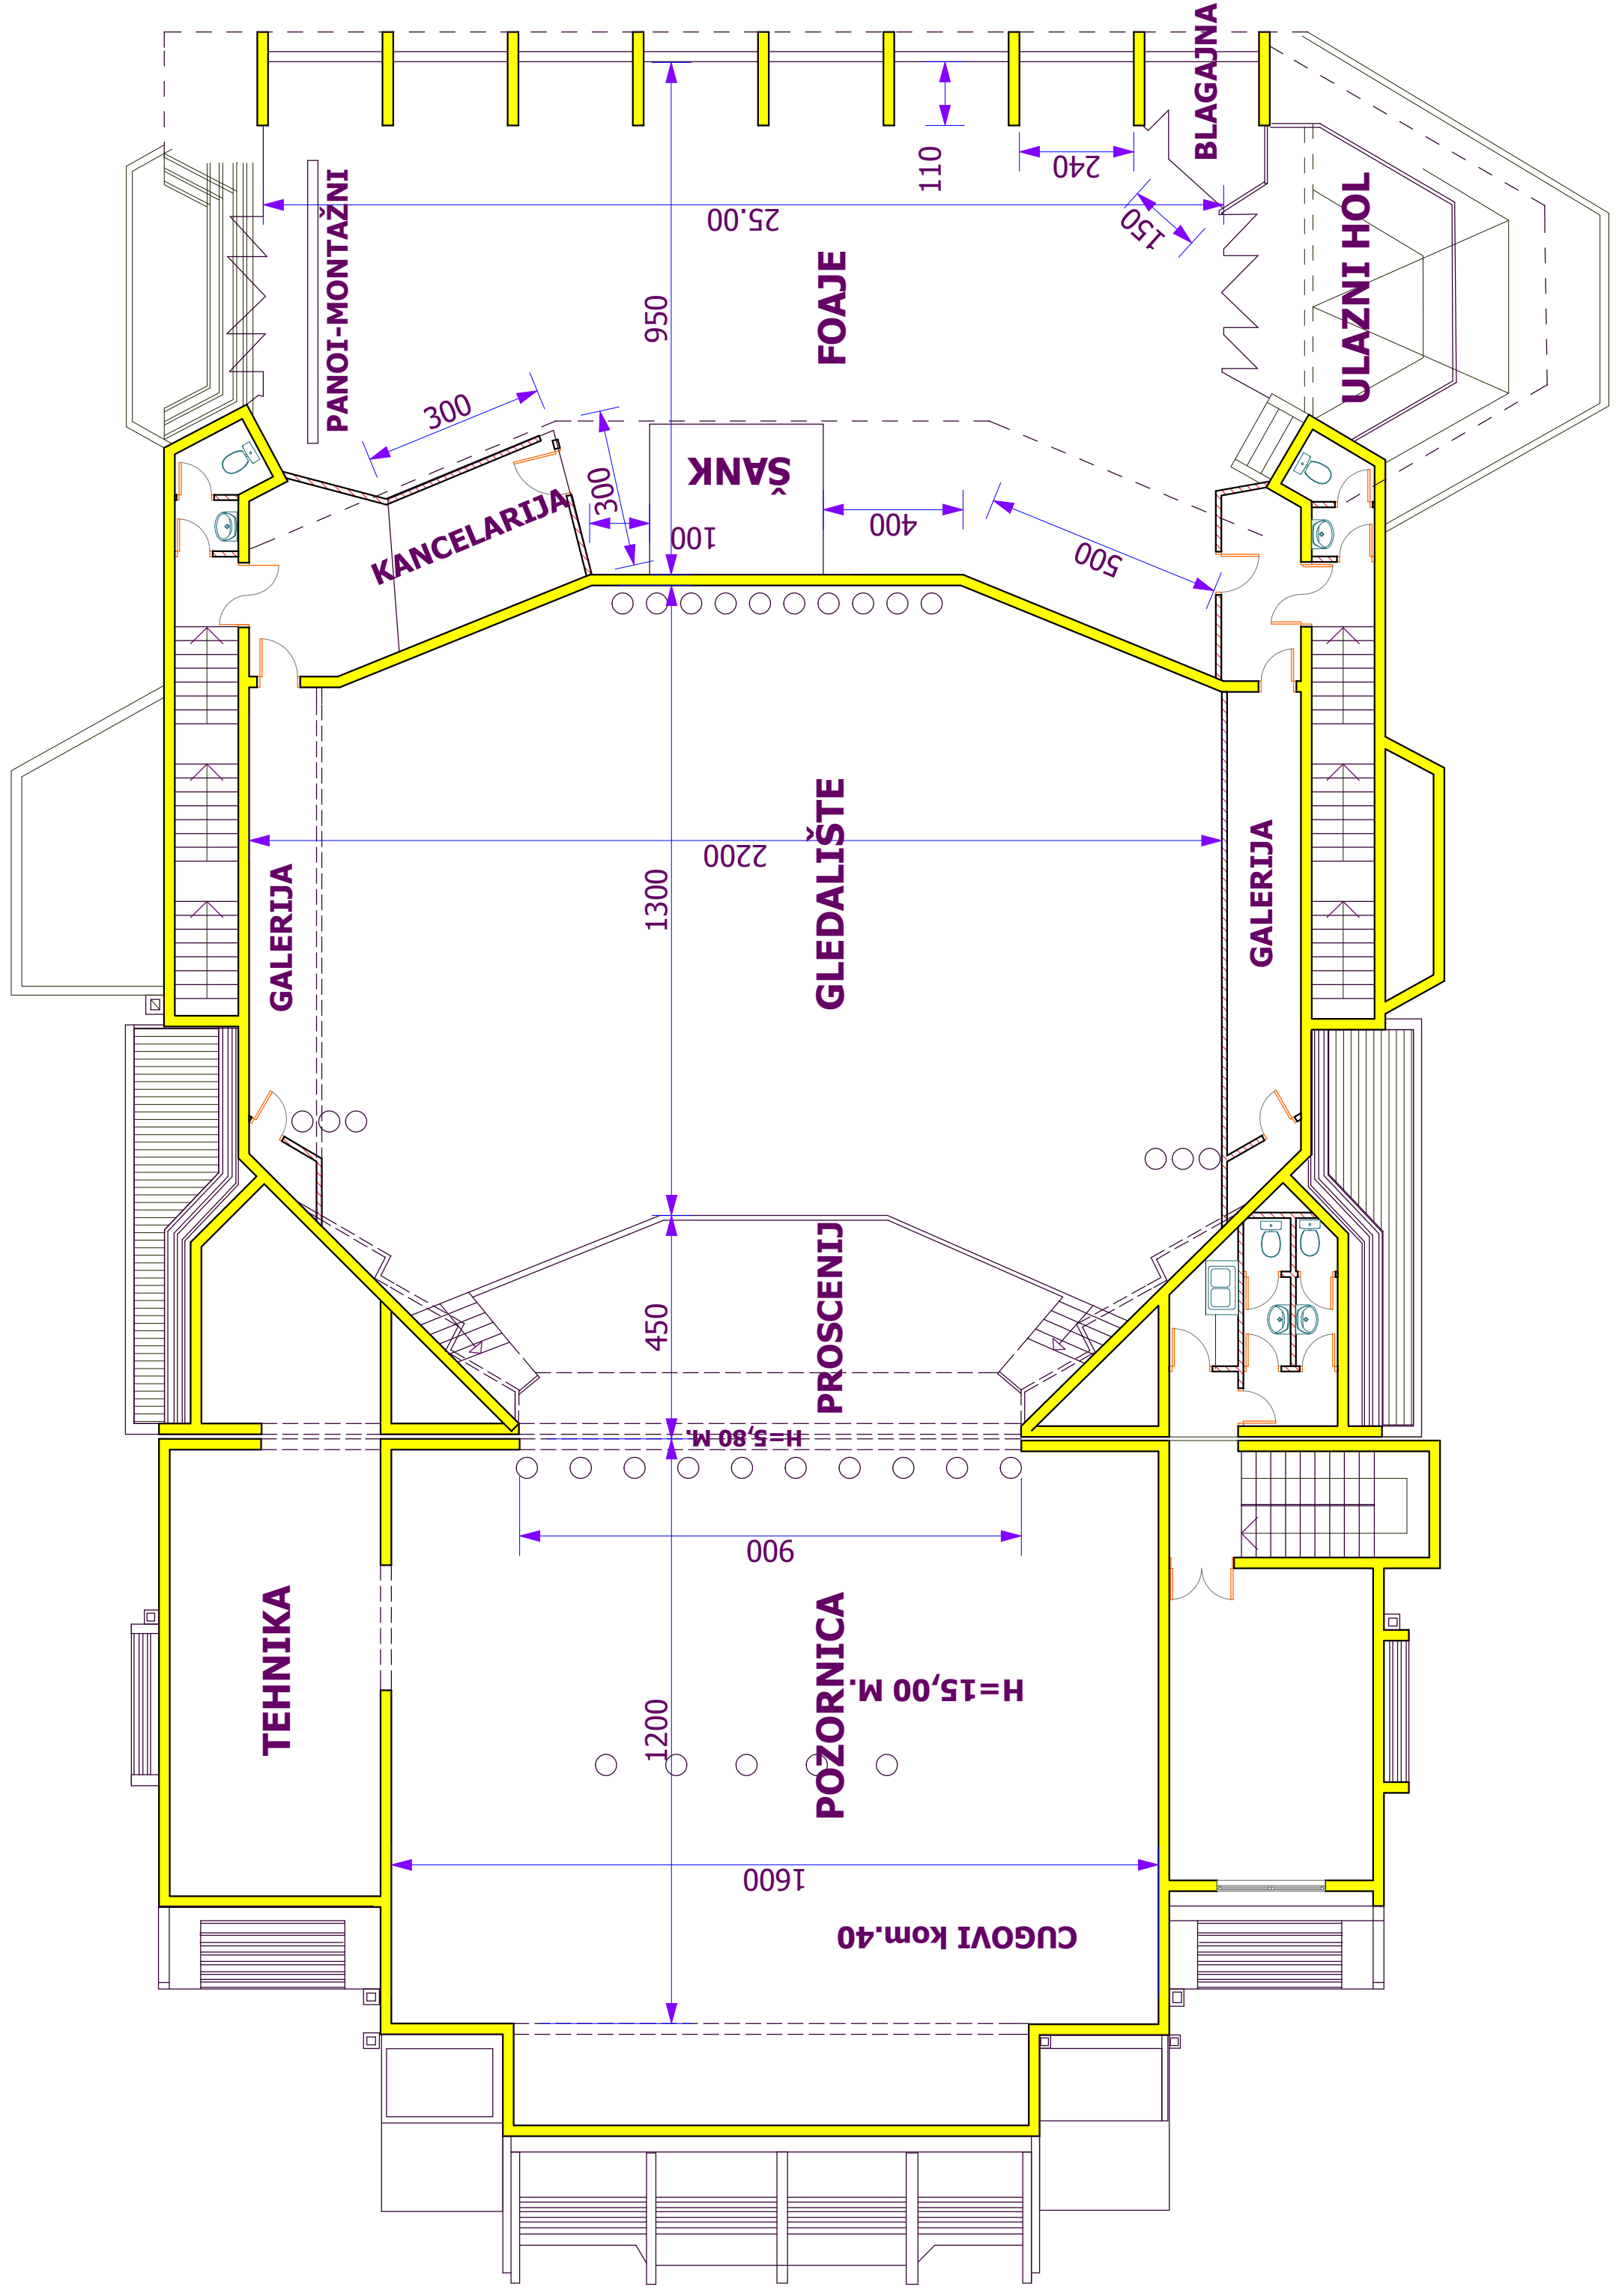 BLAGAJNA
110
240
PANOI-MONTAŽNI
25.00
150
ULAZNI HOL
FOAJE
950
300
ŠANK
300
KANCELARIJA
100
400
500
GLEDALIŠTE
2200
1300
GALERIJA
GALERIJA
PROSCENIJ
450
H=5,80 M.
900
TEHNIKA
POZORNICA
H=15,00 M.
1200
1600
CUGOVI kom.40